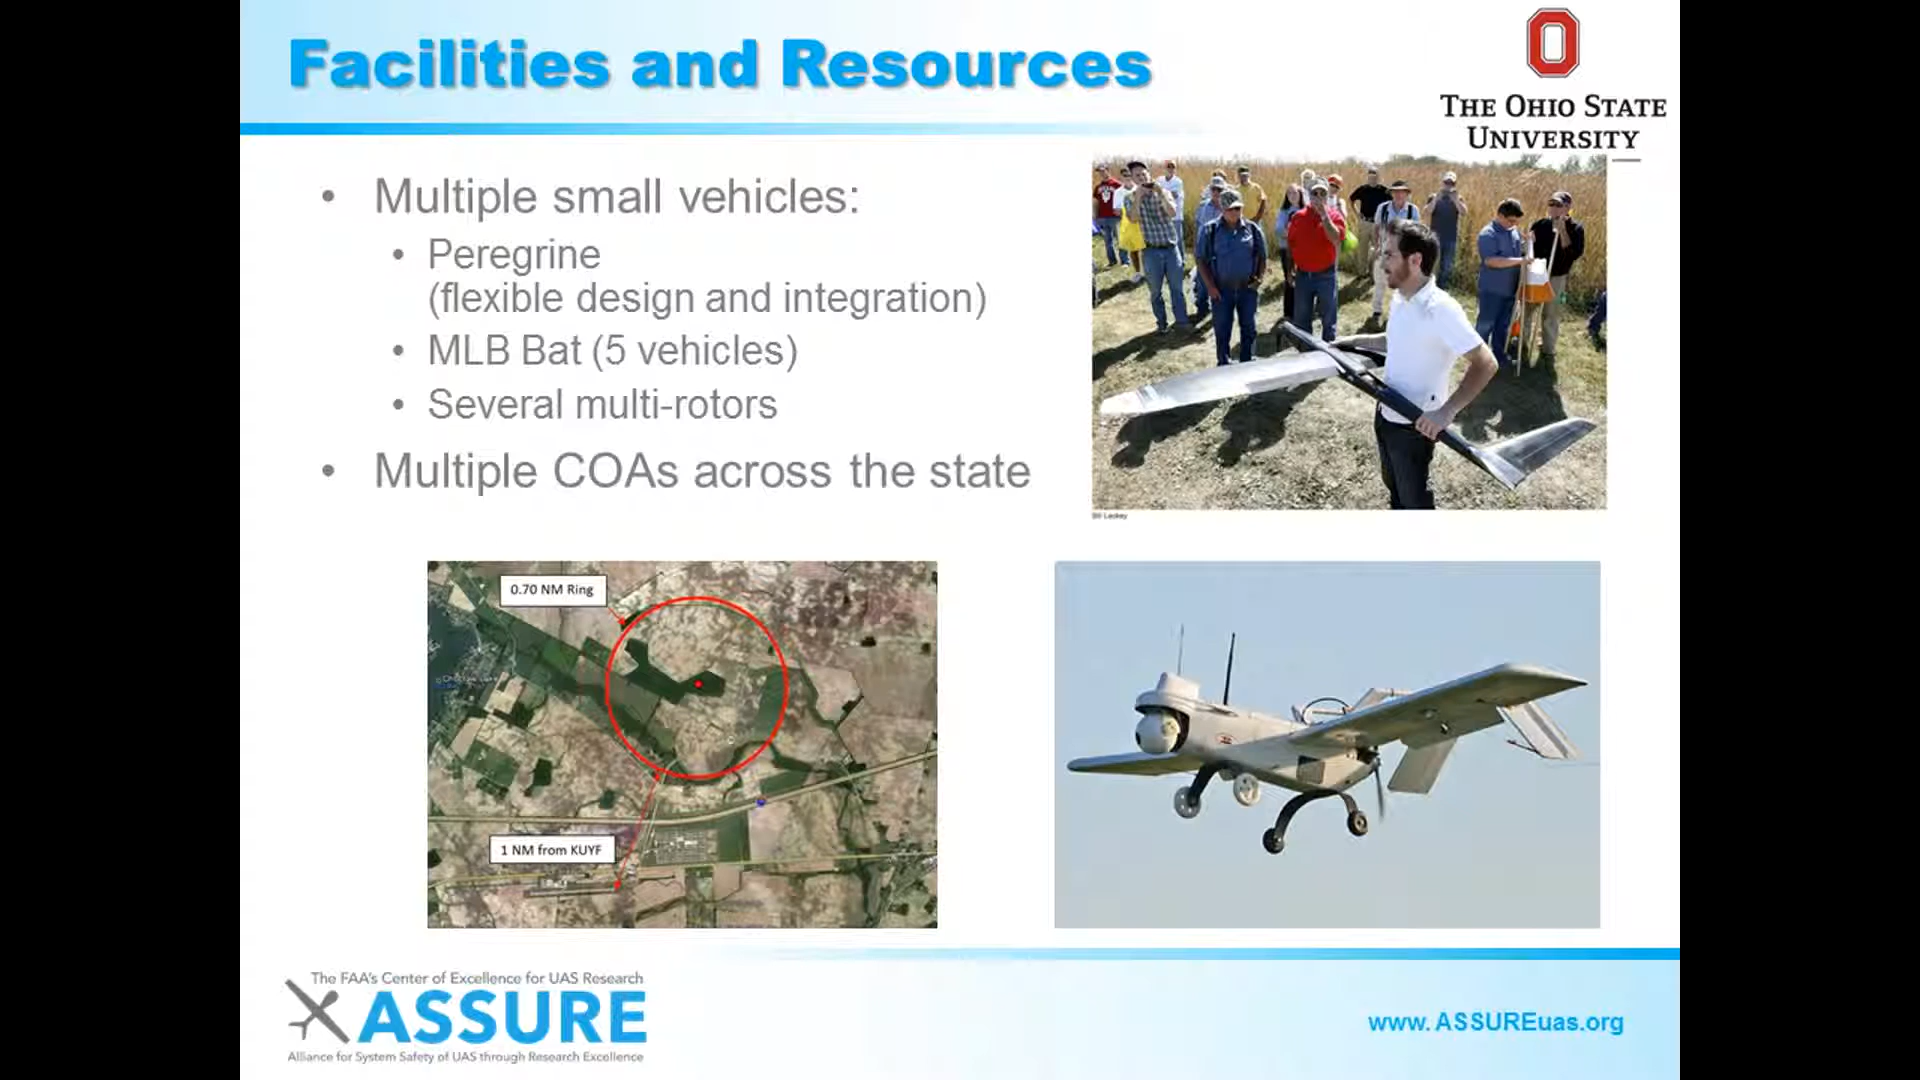 Facilities and Resources
THE OHIO STATE
UNIVERSITY
• Multiple small vehicles:
• Peregrine
(flexible design and integration)
• MLB Bat (5 vehicles)
• Several multi-rotors
• Multiple COAs across the state
0.70 NM Ring
1 NM from KUYF
The FAA's Center of Excellence for UAS Research
ASSURE
Alliance for System Safety of UAS through Research Excellence
www.ASSUREuas.org